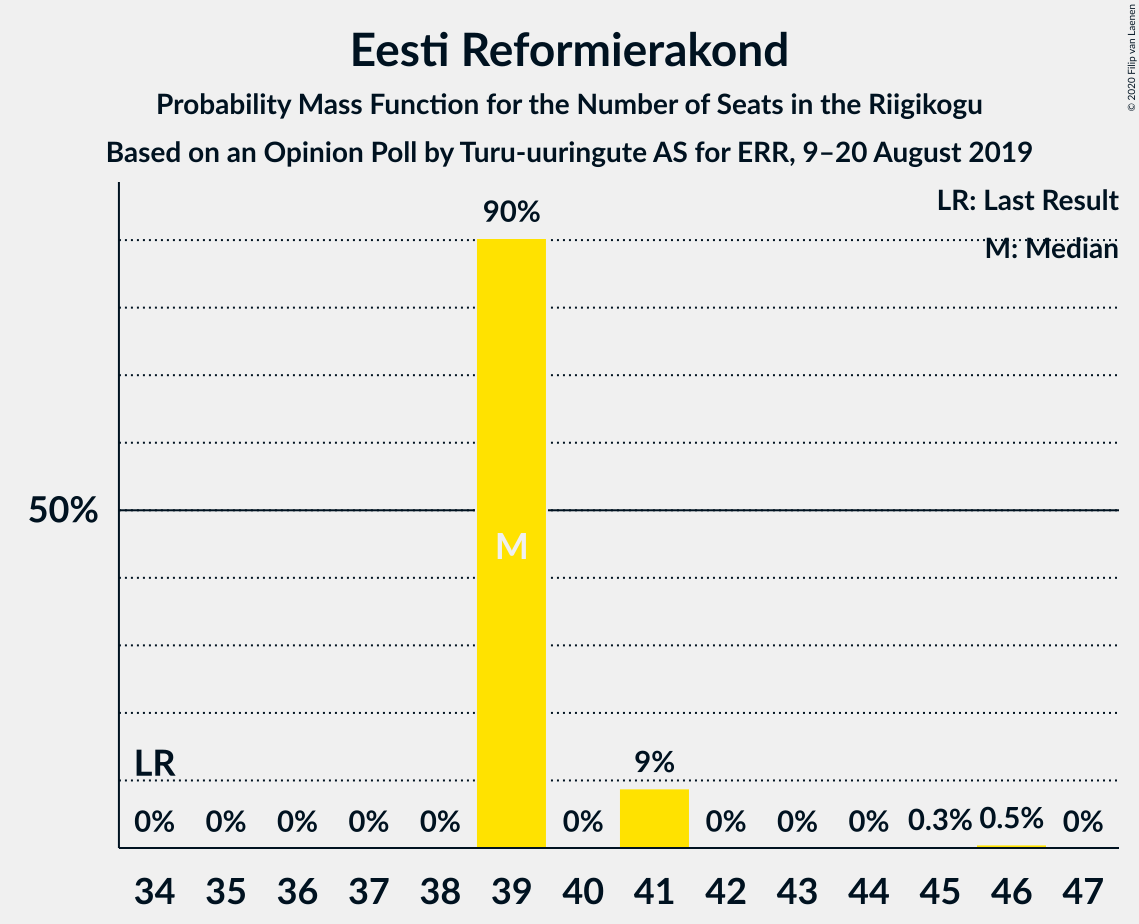 © 2020 Filip van Laenen
Eesti Reformierakond
Probability Mass Function for the Number of Seats in the Riigikogu
Based on an Opinion Poll by Turu-uuringute AS for ERR, 9–20 August 2019
LR: Last Result
M: Median
90%
50%
M
LR
9%
0% 0% 0% 0% 0% 0% 0% 0% 0% 0.3% 0.5% 0%
34 35 36 37 38 39 40 41 42 43 44 45 46 47